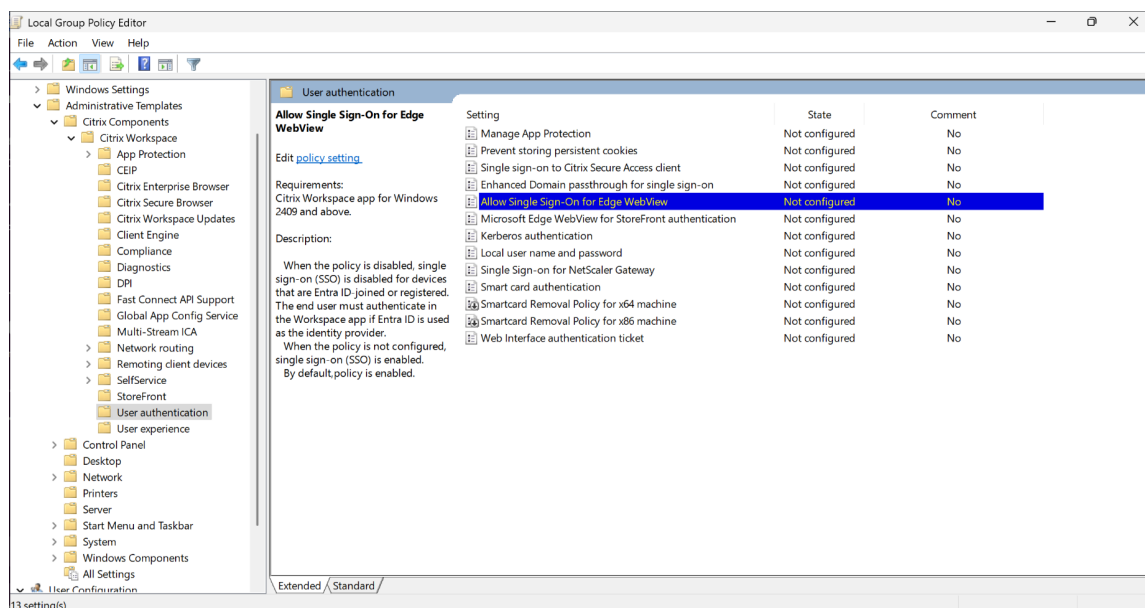 Local Group Policy Editor
File Action View Help
Windows Settings
Administrative Templates
Citrix Components
Citrix Workspace
App Protection
CEIP
Citrix Enterprise Browser
Citrix Secure Browser
Citrix Workspace Updates
Client Engine
Compliance
Diagnostics
DPI
Fast Connect API Support
Global App Config Service
Multi-Stream ICA
Network routing
Remoting client devices
SelfService
StoreFront
User authentication
User experience
Control Panel
Desktop
Network
Printers
Server
Start Menu and Taskbar
System
Windows Components
All Settings
User Configuration
User authentication
Allow Single Sign-On for Edge
WebView
Edit policy setting
Requirements:
Citrix Workspace app for Windows
2409 and above.
Description:
When the policy is disabled, single
sign-on (SSO) is disabled for devices
that are Entra ID-joined or registered.
The end user must authenticate in
the Workspace app if Entra ID is used
as the identity provider.
When the policy is not configured,
single sign-on (SSO) is enabled.
By default,policy is enabled.
Setting State Comment
Manage App Protection Not configured No
Prevent storing persistent cookies Not configured No
Single sign-on to Citrix Secure Access client Not configured No
Enhanced Domain passthrough for single sign-on Not configured No
Allow Single Sign-On for Edge WebView Not configured No
Microsoft Edge WebView for StoreFront authentication Not configured No
Kerberos authentication Not configured No
Local user name and password Not configured No
Single Sign-on for NetScaler Gateway Not configured No
Smart card authentication Not configured No
Smartcard Removal Policy for x64 machine Not configured No
Smartcard Removal Policy for x86 machine Not configured No
Web Interface authentication ticket Not configured No
Extended Standard
13 setting(s)